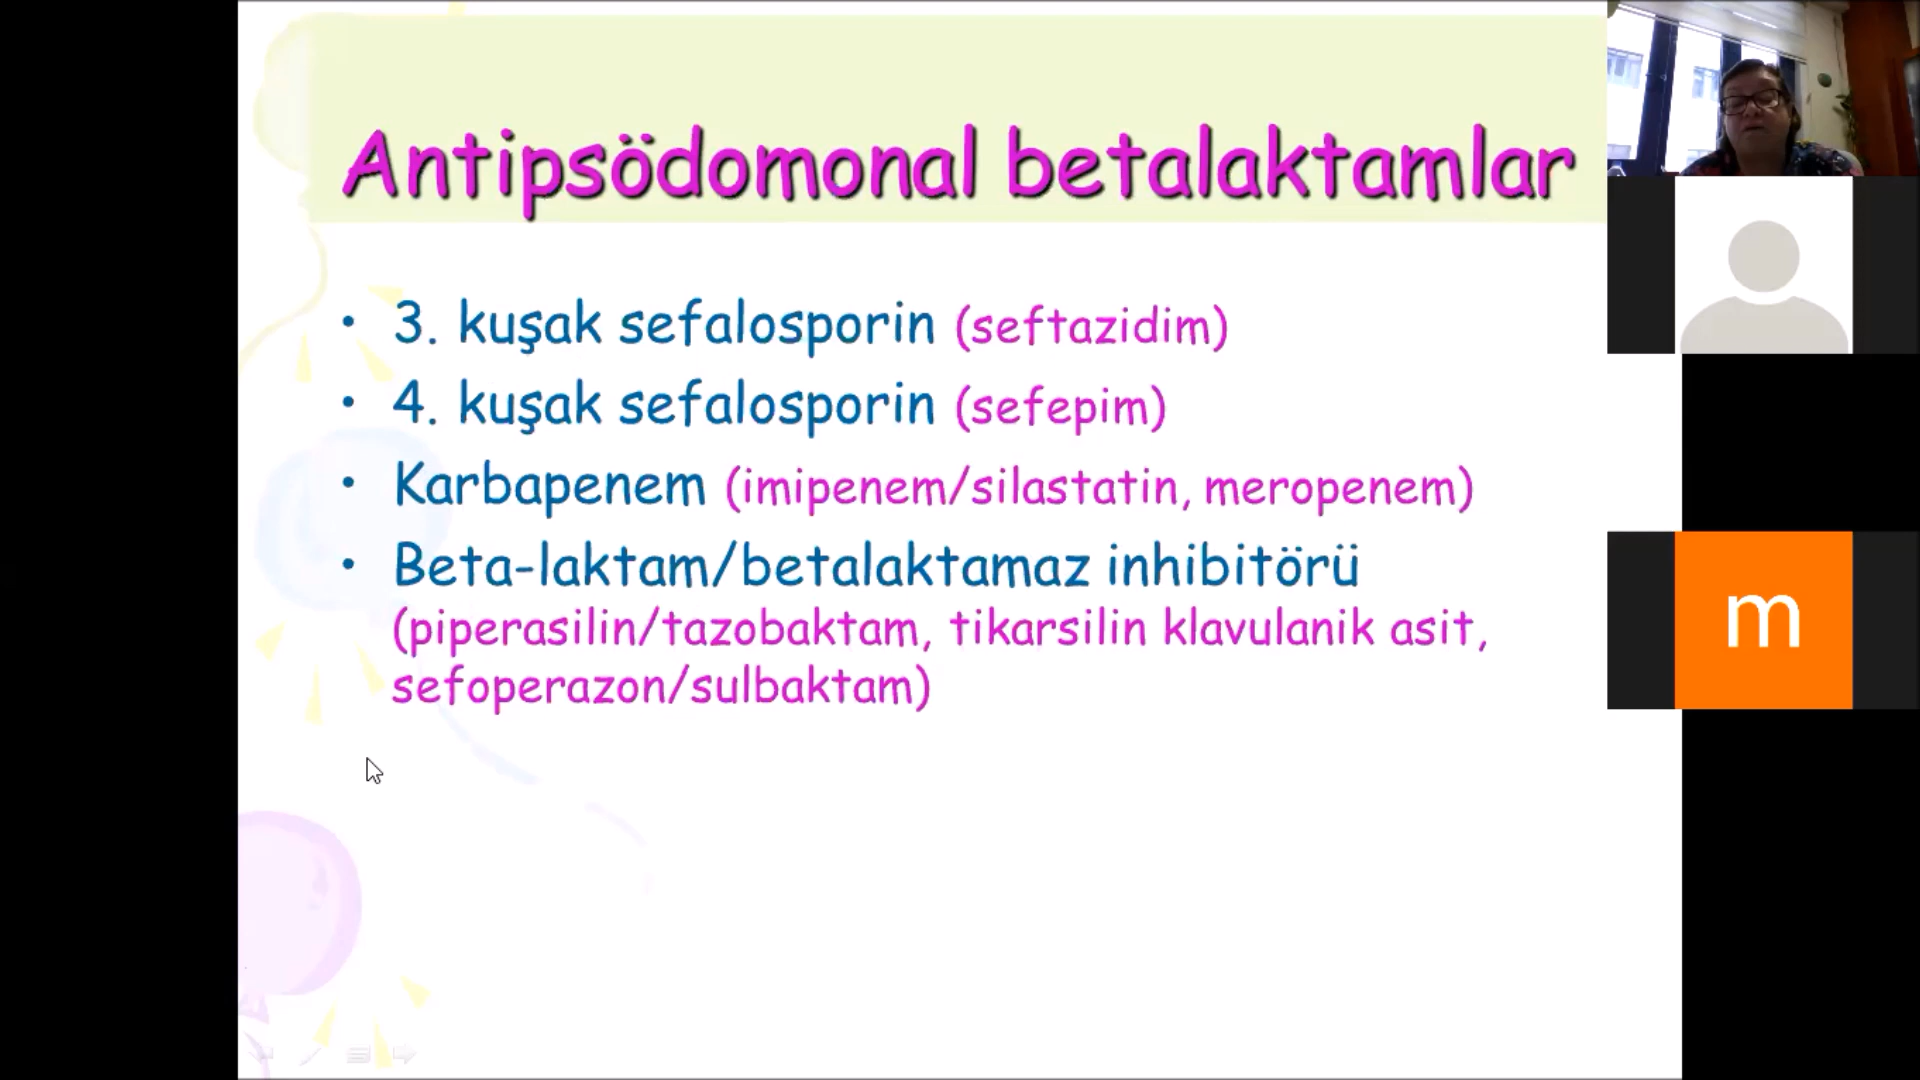 Antipsödomonal betalaktamlar
• 3. kuşak sefalosporin (seftazidim)
• 4. kuşak sefalosporin (sefepim)
• Karbapenem (imipenem/silastatin, meropenem)
• Beta-laktam/betalaktamaz inhibitörü
(piperasilin/tazobaktam, tikarsilin klavulanik asit,
sefoperazon/sulbaktam)
m